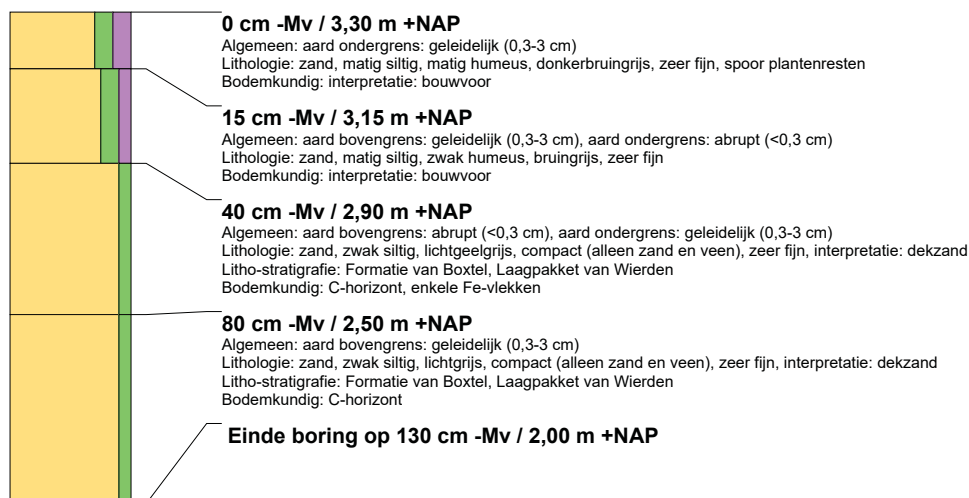 0 cm -Mv / 3,30 m +NAP
Algemeen: aard ondergrens: geleidelijk (0,3-3 cm)
Lithologie: zand, matig siltig, matig humeus, donkerbruingrijs, zeer fijn, spoor plantenresten
Bodemkundig: interpretatie: bouwvoor
15 cm -Mv / 3,15 m +NAP
Algemeen: aard bovengrens: geleidelijk (0,3-3 cm), aard ondergrens: abrupt (<0,3 cm)
Lithologie: zand, matig siltig, zwak humeus, bruingrijs, zeer fijn
Bodemkundig: interpretatie: bouwvoor
40 cm -Mv / 2,90 m +NAP
Algemeen: aard bovengrens: abrupt (<0,3 cm), aard ondergrens: geleidelijk (0,3-3 cm)
Lithologie: zand, zwak siltig, lichtgeelgrijs, compact (alleen zand en veen), zeer fijn, interpretatie: dekzand
Litho-stratigrafie: Formatie van Boxtel, Laagpakket van Wierden
Bodemkundig: C-horizont, enkele Fe-vlekken
80 cm -Mv / 2,50 m +NAP
Algemeen: aard bovengrens: geleidelijk (0,3-3 cm)
Lithologie: zand, zwak siltig, lichtgrijs, compact (alleen zand en veen), zeer fijn, interpretatie: dekzand
Litho-stratigrafie: Formatie van Boxtel, Laagpakket van Wierden
Bodemkundig: C-horizont
Einde boring op 130 cm -Mv / 2,00 m +NAP